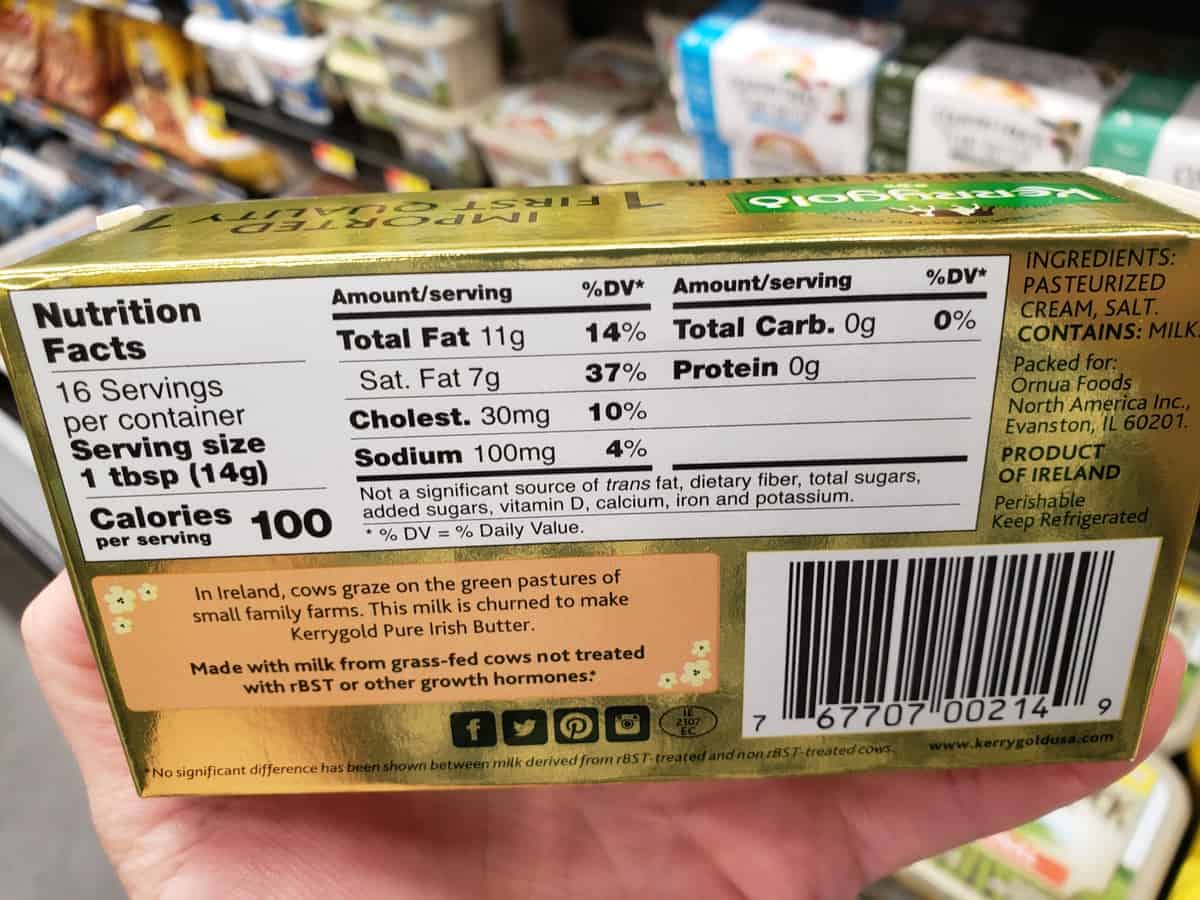 Kerrygold
IMPORTED
1 FIRST QUALITY 1
Nutrition
Facts
16 Servings
per container
Serving size
1 tbsp (14g)
Calories 100
per serving
Amount/serving %DV*
Total Fat 11g 14%
Sat. Fat 7g 37%
Cholest. 30mg 10%
Sodium 100mg 4%
Amount/serving %DV*
Total Carb. 0g 0%
Protein 0g
Not a significant source of trans fat, dietary fiber, total sugars,
added sugars, vitamin D, calcium, iron and potassium.
* % DV = % Daily Value.
INGREDIENTS:
PASTEURIZED
CREAM, SALT.
CONTAINS: MILK.
Packed for:
Ornua Foods
North America Inc.,
Evanston, IL 60201.
PRODUCT
OF IRELAND
Perishable
Keep Refrigerated
In Ireland, cows graze on the green pastures of
small family farms. This milk is churned to make
Kerrygold Pure Irish Butter.
Made with milk from grass-fed cows not treated
with rBST or other growth hormones.*
IE
2107
EC
7 67707 00214 9
www.kerrygoldusa.com
*No significant difference has been shown between milk derived from rBST-treated and non rBST-treated cows.